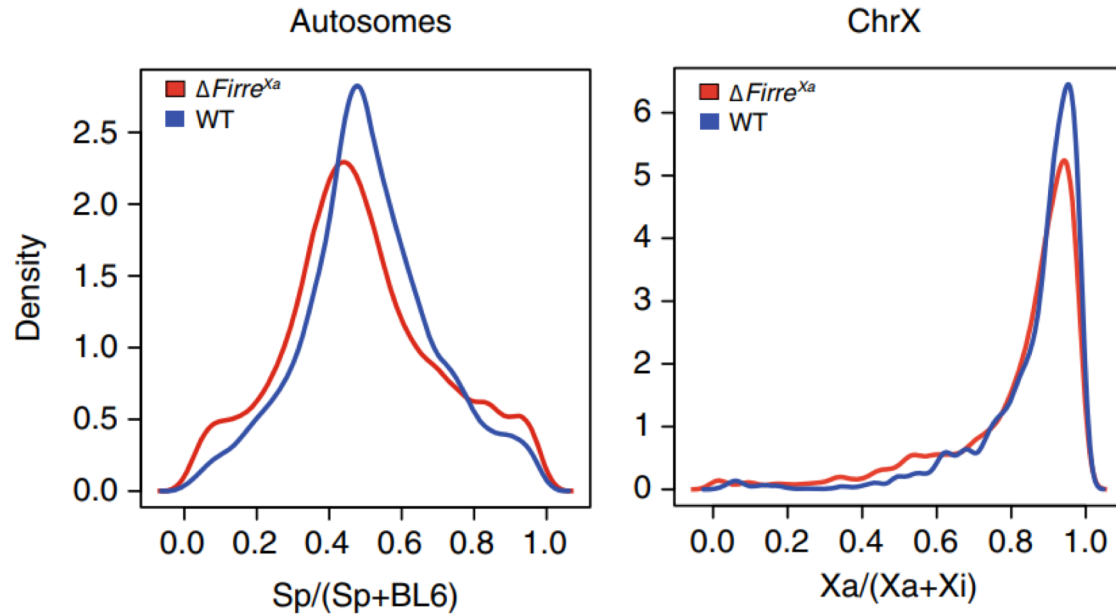 Autosomes
ΔFirre^Xa
WT
Density
2.5
2.0
1.5
1.0
0.5
0.0
0.0 0.2 0.4 0.6 0.8 1.0
Sp/(Sp+BL6)
ChrX
ΔFirre^Xa
WT
6
5
4
3
2
1
0
0.0 0.2 0.4 0.6 0.8 1.0
Xa/(Xa+Xi)